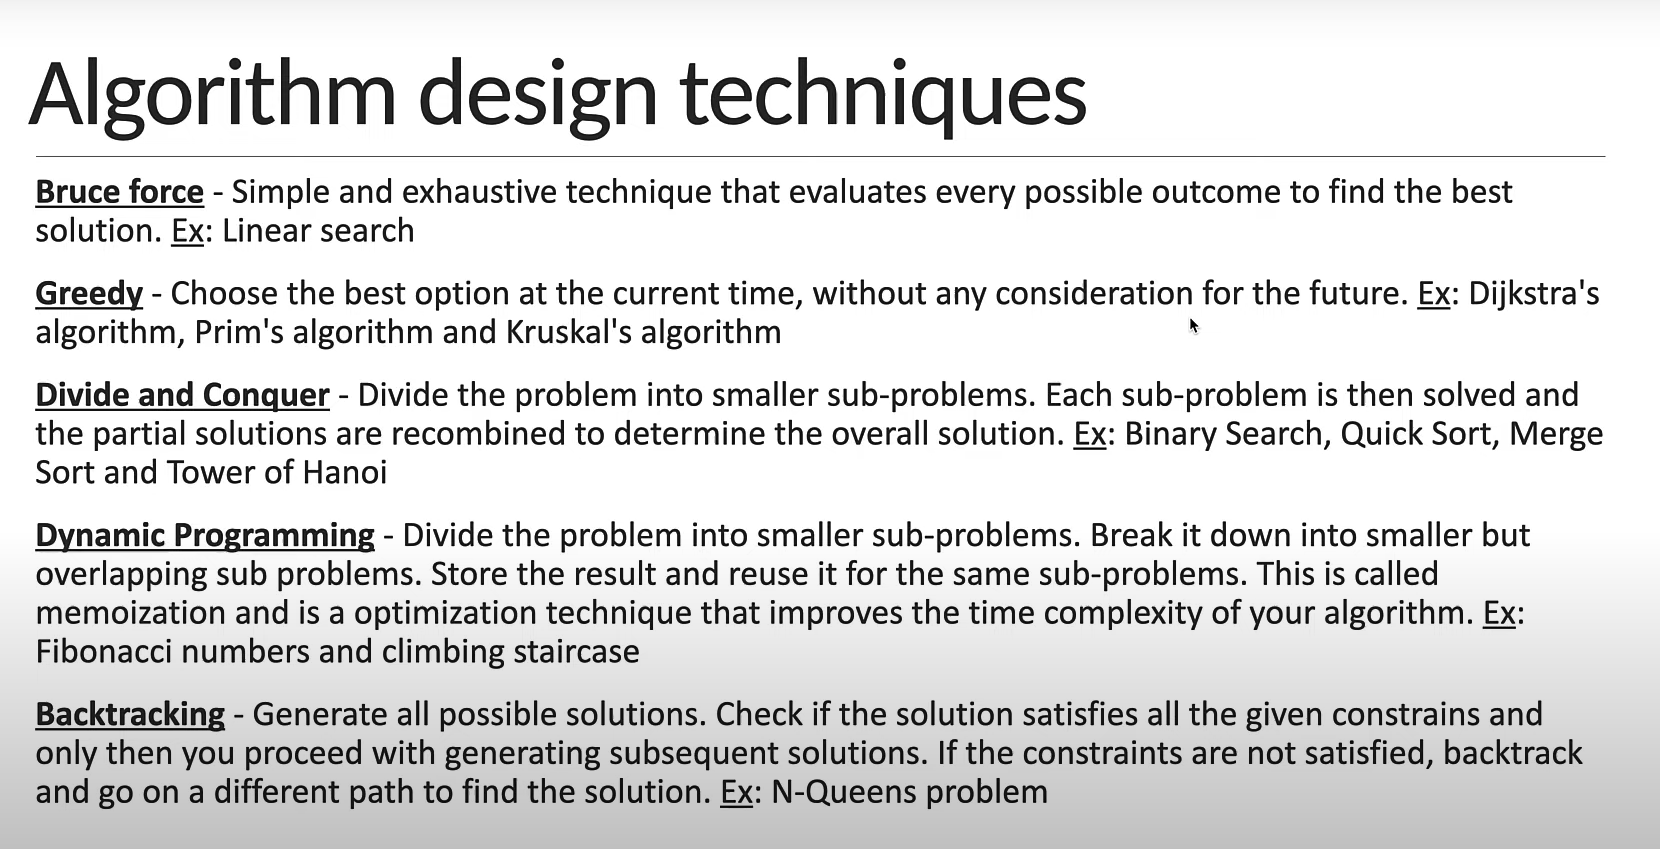 Algorithm design techniques
Bruce force - Simple and exhaustive technique that evaluates every possible outcome to find the best
solution. Ex: Linear search
Greedy - Choose the best option at the current time, without any consideration for the future. Ex: Dijkstra's
algorithm, Prim's algorithm and Kruskal's algorithm
Divide and Conquer - Divide the problem into smaller sub-problems. Each sub-problem is then solved and
the partial solutions are recombined to determine the overall solution. Ex: Binary Search, Quick Sort, Merge
Sort and Tower of Hanoi
Dynamic Programming - Divide the problem into smaller sub-problems. Break it down into smaller but
overlapping sub problems. Store the result and reuse it for the same sub-problems. This is called
memoization and is a optimization technique that improves the time complexity of your algorithm. Ex:
Fibonacci numbers and climbing staircase
Backtracking - Generate all possible solutions. Check if the solution satisfies all the given constrains and
only then you proceed with generating subsequent solutions. If the constraints are not satisfied, backtrack
and go on a different path to find the solution. Ex: N-Queens problem